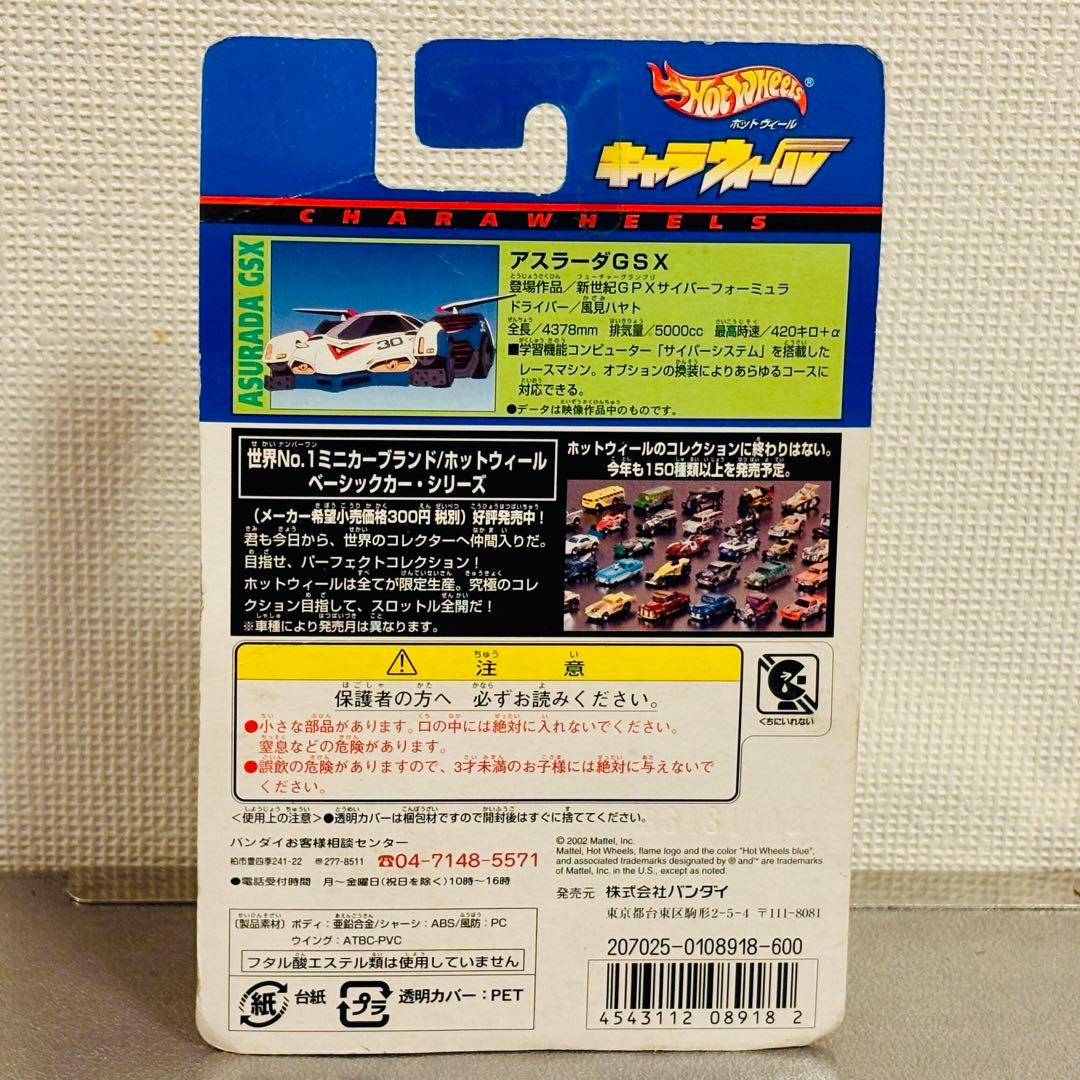 HOT WHEELS®
ホットウィール
キャラウィール
CHARAWHEELS
ASURADA GSX
30
アスラーダGSX
登場作品／新世紀GPXサイバーフォーミュラ
ドライバー／風見ハヤト
全長／4378mm 排気量／5000cc 最高時速／420キロ+α
■学習機能コンピューター「サイバーシステム」を搭載した
レースマシン。オプションの換装によりあらゆるコースに
対応できる。
●データは映像作品中のものです。
世界No.1ミニカーブランド/ホットウィール
ベーシックカー・シリーズ
（メーカー希望小売価格300円 税別）好評発売中！
君も今日から、世界のコレクターへ仲間入りだ。
目指せ、パーフェクトコレクション！
ホットウィールは全てが限定生産。究極のコレ
クション目指して、スロットル全開だ！
※車種により発売月は異なります。
ホットウィールのコレクションに終わりはない。
今年も150種類以上を発売予定。
⚠ 注意
保護者の方へ 必ずお読みください。
●小さな部品があります。口の中には絶対に入れないでください。
窒息などの危険があります。
●誤飲の危険がありますので、3才未満のお子様には絶対に与えないで
ください。
くちにいれない
＜使用上の注意＞●透明カバーは梱包材ですので開封後はすぐに捨ててください。
バンダイお客様相談センター
柏市豊四季241-22 〠277-8511 ☎04-7148-5571
●電話受付時間 月～金曜日(祝日を除く)10時～16時
© 2002 Mattel, Inc.
Mattel, Hot Wheels, flame logo and the color "Hot Wheels blue",
and associated trademarks designated by ® and™ are trademarks
of Mattel, Inc. in the U.S., except as noted.
発売元 株式会社バンダイ
東京都台東区駒形2-5-4 〒111-8081
〔製品素材〕ボディ：亜鉛合金/シャーシ：ABS/風防：PC
ウイング：ATBC-PVC
フタル酸エステル類は使用していません
紙 台紙 プラ 透明カバー：PET
207025-0108918-600
4543112 08918 2